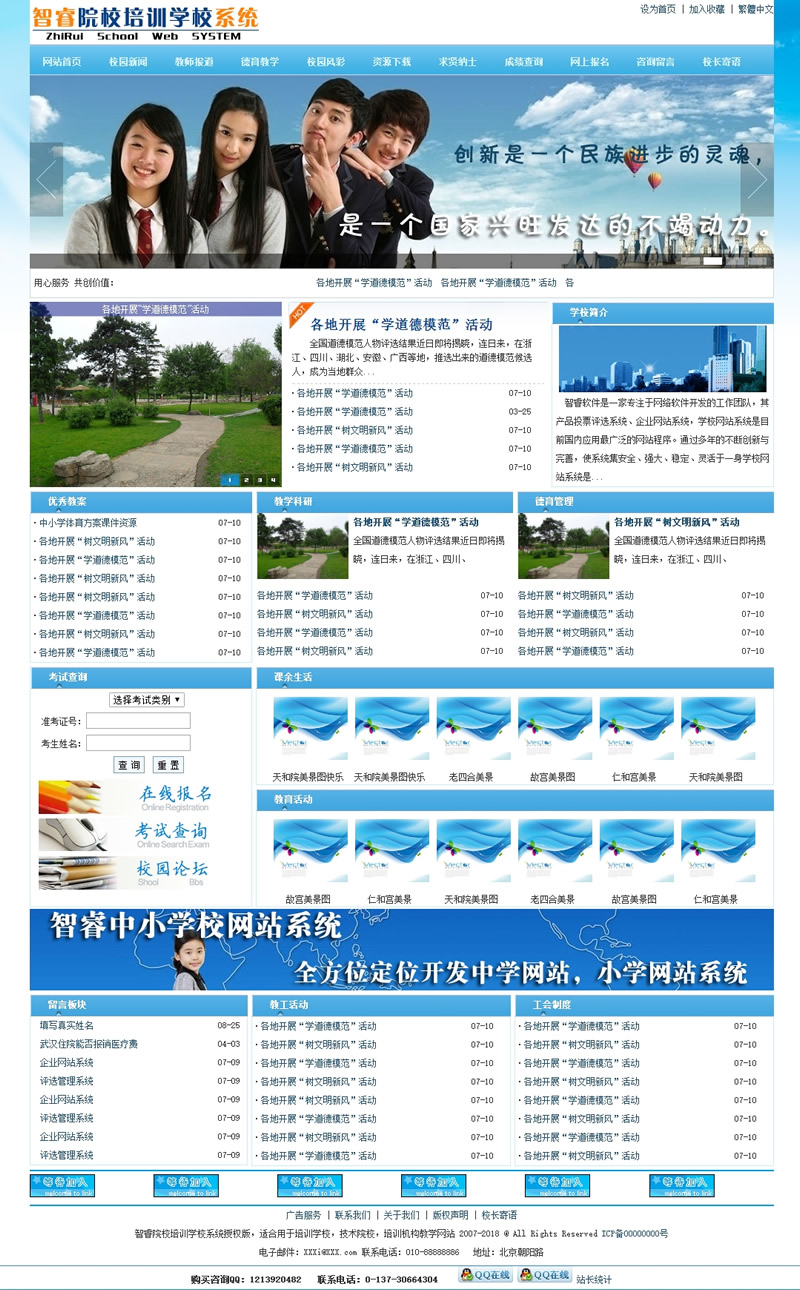 智睿院校培训学校系统
ZhiRui School Web SYSTEM
设为首页 | 加入收藏 | 繁體中文
网站首页 校园新闻 教师报道 德育教学 校园风彩 资源下载 求贤纳士 成绩查询 网上报名 咨询留言 校长寄语
创新是一个民族进步的灵魂，
是一个国家兴旺发达的不竭动力。
用心服务 共创价值： 各地开展“学道德模范”活动 各地开展“学道德模范”活动 各
各地开展“学道德模范”活动
1 2 3 4
HOT
各地开展“学道德模范”活动
全国道德模范人物评选结果近日即将揭晓，连日来，在浙
江、四川、湖北、安徽、广西等地，推选出来的道德模范候选
人，成为当地群众...
·各地开展“学道德模范”活动 07-10
·各地开展“学道德模范”活动 03-25
·各地开展“树文明新风”活动 07-10
·各地开展“学道德模范”活动 07-10
·各地开展“树文明新风”活动 07-10
学校简介
智睿软件是一家专注于网络软件开发的工作团队，其
产品投票评选系统、企业网站系统，学校网站系统是目
前国内应用最广泛的网站程序。通过多年的不断创新与
完善，使系统集安全、强大、稳定、灵活于一身学校网
站系统是...
优秀教案
·中小学体育方案课件资源 07-10
·各地开展“树文明新风”活动 07-10
·各地开展“学道德模范”活动 07-10
·各地开展“树文明新风”活动 07-10
·各地开展“树文明新风”活动 07-10
·各地开展“学道德模范”活动 07-10
·各地开展“树文明新风”活动 07-10
·各地开展“学道德模范”活动 07-10
教学科研
各地开展“学道德模范”活动
全国道德模范人物评选结果近日即将揭
晓，连日来，在浙江、四川、
各地开展“学道德模范”活动 07-10
各地开展“树文明新风”活动 07-10
各地开展“学道德模范”活动 07-10
各地开展“树文明新风”活动 07-10
德育管理
各地开展“树文明新风”活动
全国道德模范人物评选结果近日即将揭
晓，连日来，在浙江、四川、
各地开展“树文明新风”活动 07-10
各地开展“学道德模范”活动 07-10
各地开展“树文明新风”活动 07-10
各地开展“学道德模范”活动 07-10
考试查询
选择考试类别
准考证号：
考生姓名：
查 询 重 置
在线报名
Online Registration
考试查询
Online Search Exam
校园论坛
Shool Bbs
课余生活
天和院美景图快乐 天和院美景图快乐 老四合美景 故宫美景图 仁和宫美景 天和院美景图
教育活动
故宫美景图 仁和宫美景 天和院美景图 老四合美景 故宫美景图 仁和宫美景
智睿中小学校网站系统
全方位定位开发中学网站，小学网站系统
留言板块
填写真实姓名 08-25
武汉住院能否报销医疗费 04-03
企业网站系统 07-09
评选管理系统 07-09
企业网站系统 07-09
评选管理系统 07-09
企业网站系统 07-09
评选管理系统 07-09
教工活动
·各地开展“学道德模范”活动 07-10
·各地开展“树文明新风”活动 07-10
·各地开展“学道德模范”活动 07-10
·各地开展“树文明新风”活动 07-10
·各地开展“树文明新风”活动 07-10
·各地开展“学道德模范”活动 07-10
·各地开展“树文明新风”活动 07-10
·各地开展“学道德模范”活动 07-10
工会制度
·各地开展“学道德模范”活动 07-10
·各地开展“树文明新风”活动 07-10
·各地开展“学道德模范”活动 07-10
·各地开展“学道德模范”活动 07-10
·各地开展“树文明新风”活动 07-10
·各地开展“学道德模范”活动 07-10
·各地开展“学道德模范”活动 07-10
·各地开展“树文明新风”活动 07-10
等待加入 等待加入 等待加入 等待加入 等待加入 等待加入
welcome to link welcome to link welcome to link welcome to link welcome to link welcome to link
广告服务 | 联系我们 | 关于我们 | 版权声明 | 校长寄语
智睿院校培训学校系统授权版，适合用于培训学校，技术院校，培训机构教学网站 2007-2018 @ All Rights Reserved ICP备00000000号
电子邮件：XXXi@XXX.com 联系电话：010-88888886 地址：北京朝阳路
购买咨询QQ：1213920482 联系电话：0-137-30664304 QQ在线 QQ在线 站长统计